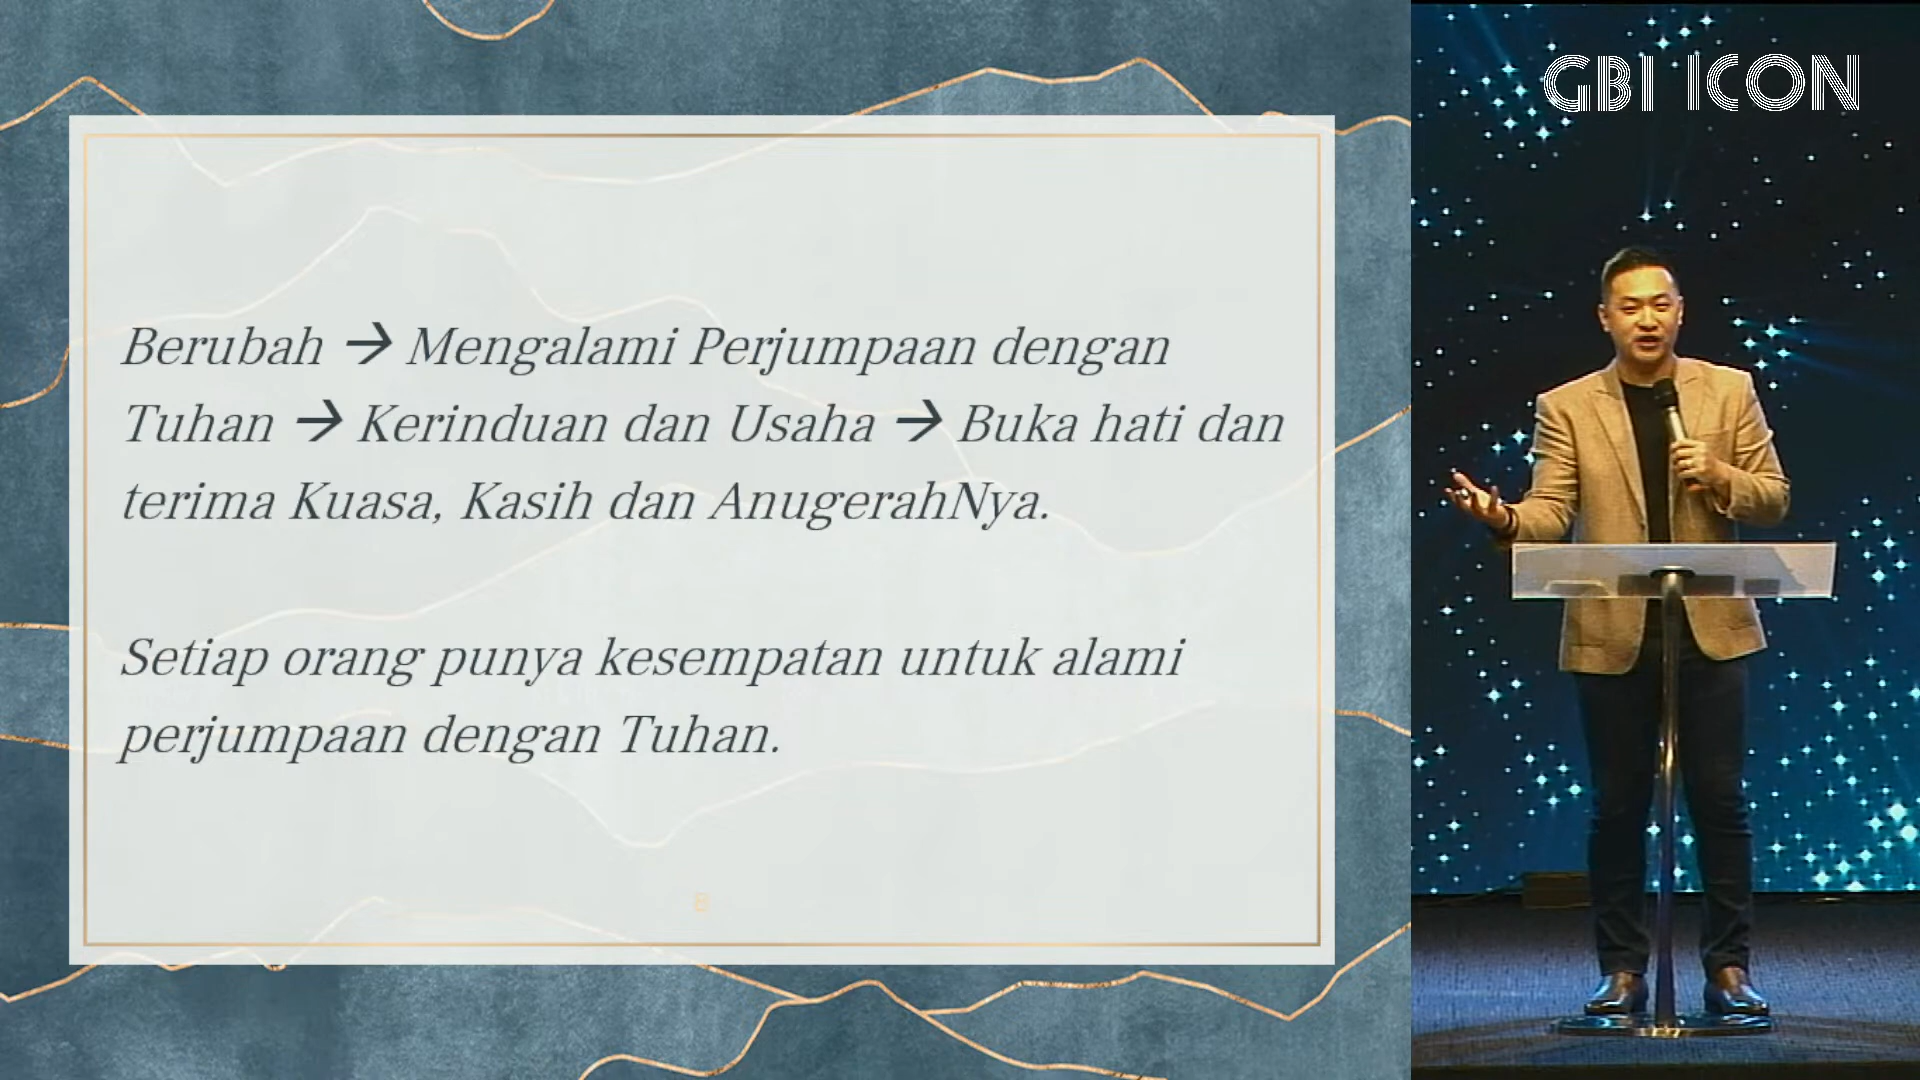 GBI ICON
Berubah → Mengalami Perjumpaan dengan
Tuhan → Kerinduan dan Usaha → Buka hati dan
terima Kuasa, Kasih dan AnugerahNya.
Setiap orang punya kesempatan untuk alami
perjumpaan dengan Tuhan.